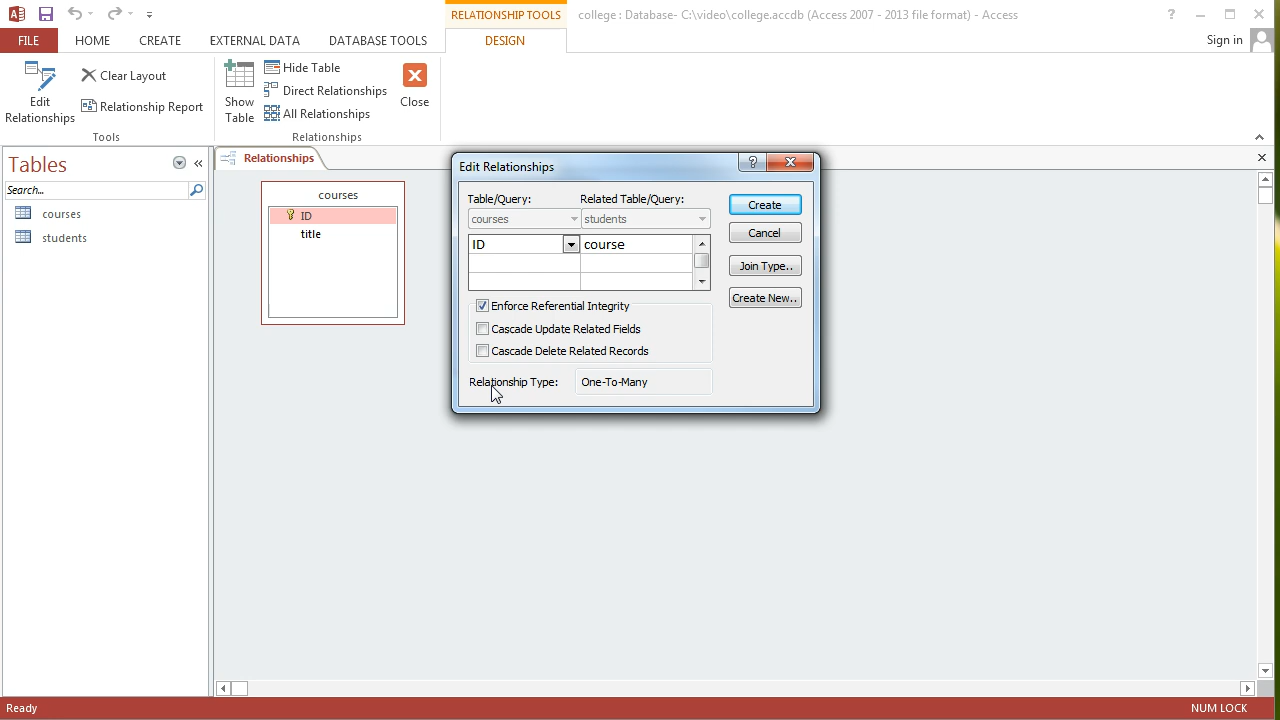 RELATIONSHIP TOOLS
college : Database- C:\video\college.accdb (Access 2007 - 2013 file format) - Access
?
FILE HOME CREATE EXTERNAL DATA DATABASE TOOLS DESIGN
Sign in
Edit Relationships
Clear Layout
Relationship Report
Tools
Show Table
Hide Table
Direct Relationships
All Relationships
Relationships
Close
Tables
Search...
courses
students
Relationships
courses
ID
title
Edit Relationships
?
Table/Query: Related Table/Query:
courses students
ID course
Enforce Referential Integrity
Cascade Update Related Fields
Cascade Delete Related Records
Relationship Type: One-To-Many
Create
Cancel
Join Type..
Create New..
Ready
NUM LOCK